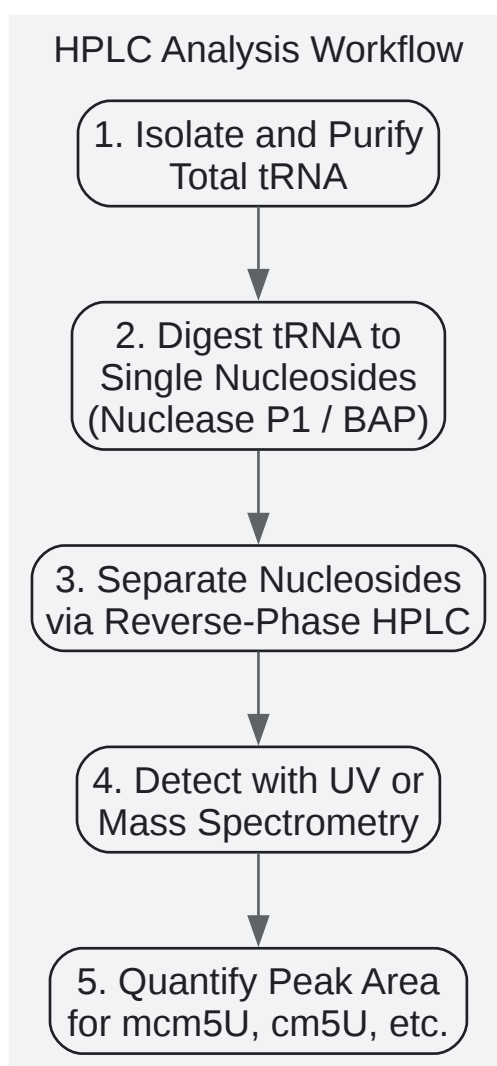 HPLC Analysis Workflow
1. Isolate and Purify
Total tRNA
2. Digest tRNA to
Single Nucleosides
(Nuclease P1 / BAP)
3. Separate Nucleosides
via Reverse-Phase HPLC
4. Detect with UV or
Mass Spectrometry
5. Quantify Peak Area
for mcm5U, cm5U, etc.